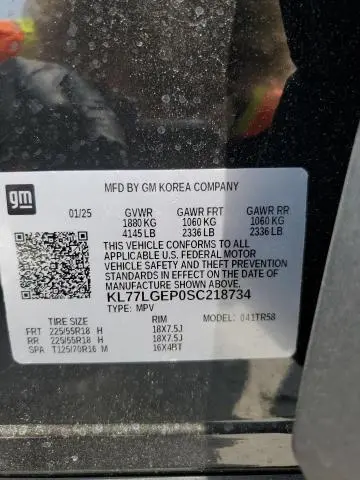 gm
MFD BY GM KOREA COMPANY
01/25 GVWR GAWR FRT GAWR RR
1880 KG 1060 KG 1060 KG
4145 LB 2336 LB 2336 LB
THIS VEHICLE CONFORMS TO ALL
APPLICABLE U.S. FEDERAL MOTOR
VEHICLE SAFETY AND THEFT PREVENTION
STANDARDS IN EFFECT ON THE DATE OF
MANUFACTURE SHOWN ABOVE.
KL77LGEP0SC218734
TYPE: MPV
TIRE SIZE RIM MODEL: 041TR58
FRT 225/55R18 H 18X7.5J
RR 225/55R18 H 18X7.5J
SPA T125/70R16 M 16X4BT